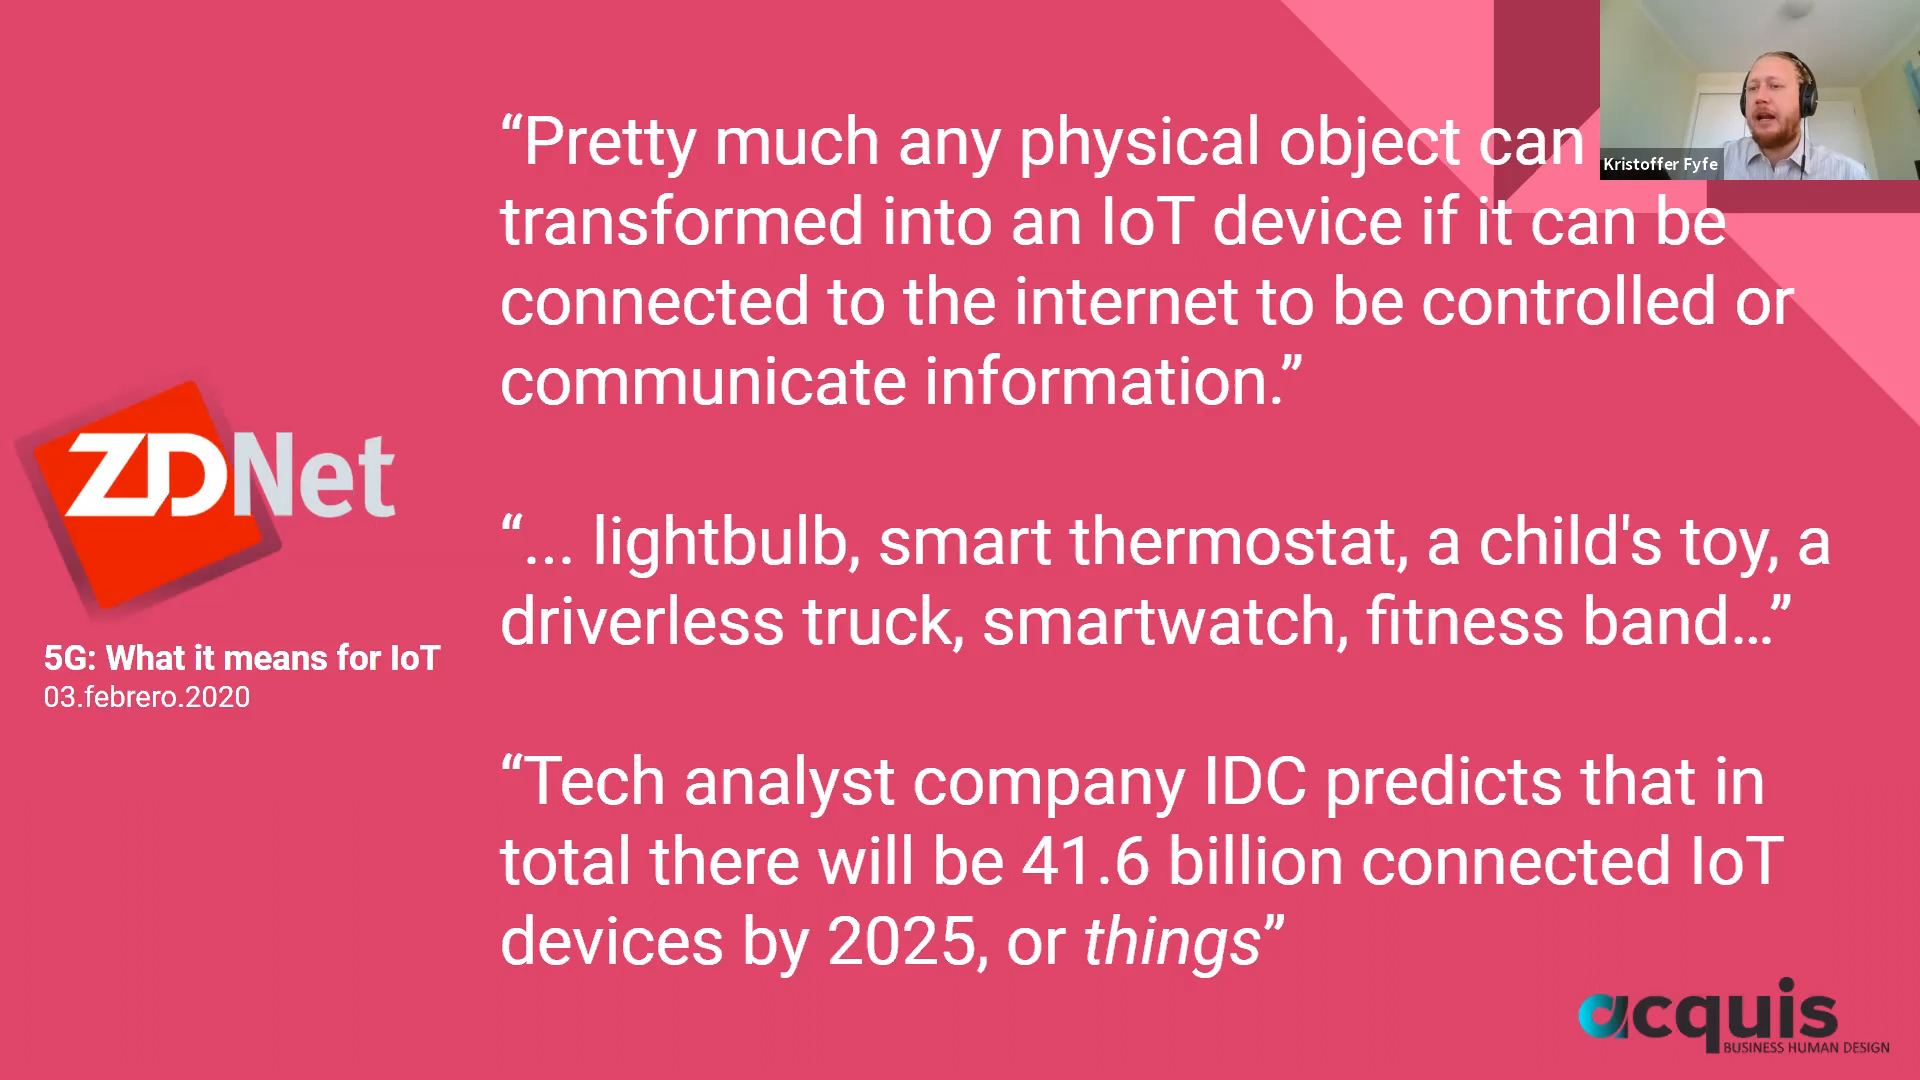 “Pretty much any physical object can
transformed into an IoT device if it can be
connected to the internet to be controlled or
communicate information.”
“... lightbulb, smart thermostat, a child's toy, a
driverless truck, smartwatch, fitness band...”
“Tech analyst company IDC predicts that in
total there will be 41.6 billion connected IoT
devices by 2025, or things”
ZDNet
5G: What it means for IoT
03.febrero.2020
Kristoffer Fyfe
acquis
BUSINESS HUMAN DESIGN